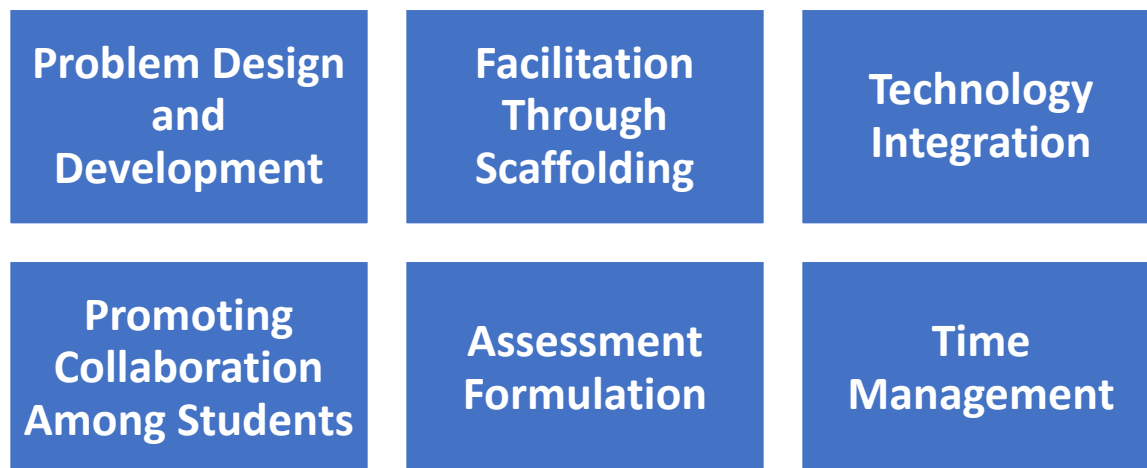 Problem Design
and
Development
Facilitation
Through
Scaffolding
Technology
Integration
Promoting
Collaboration
Among Students
Assessment
Formulation
Time
Management